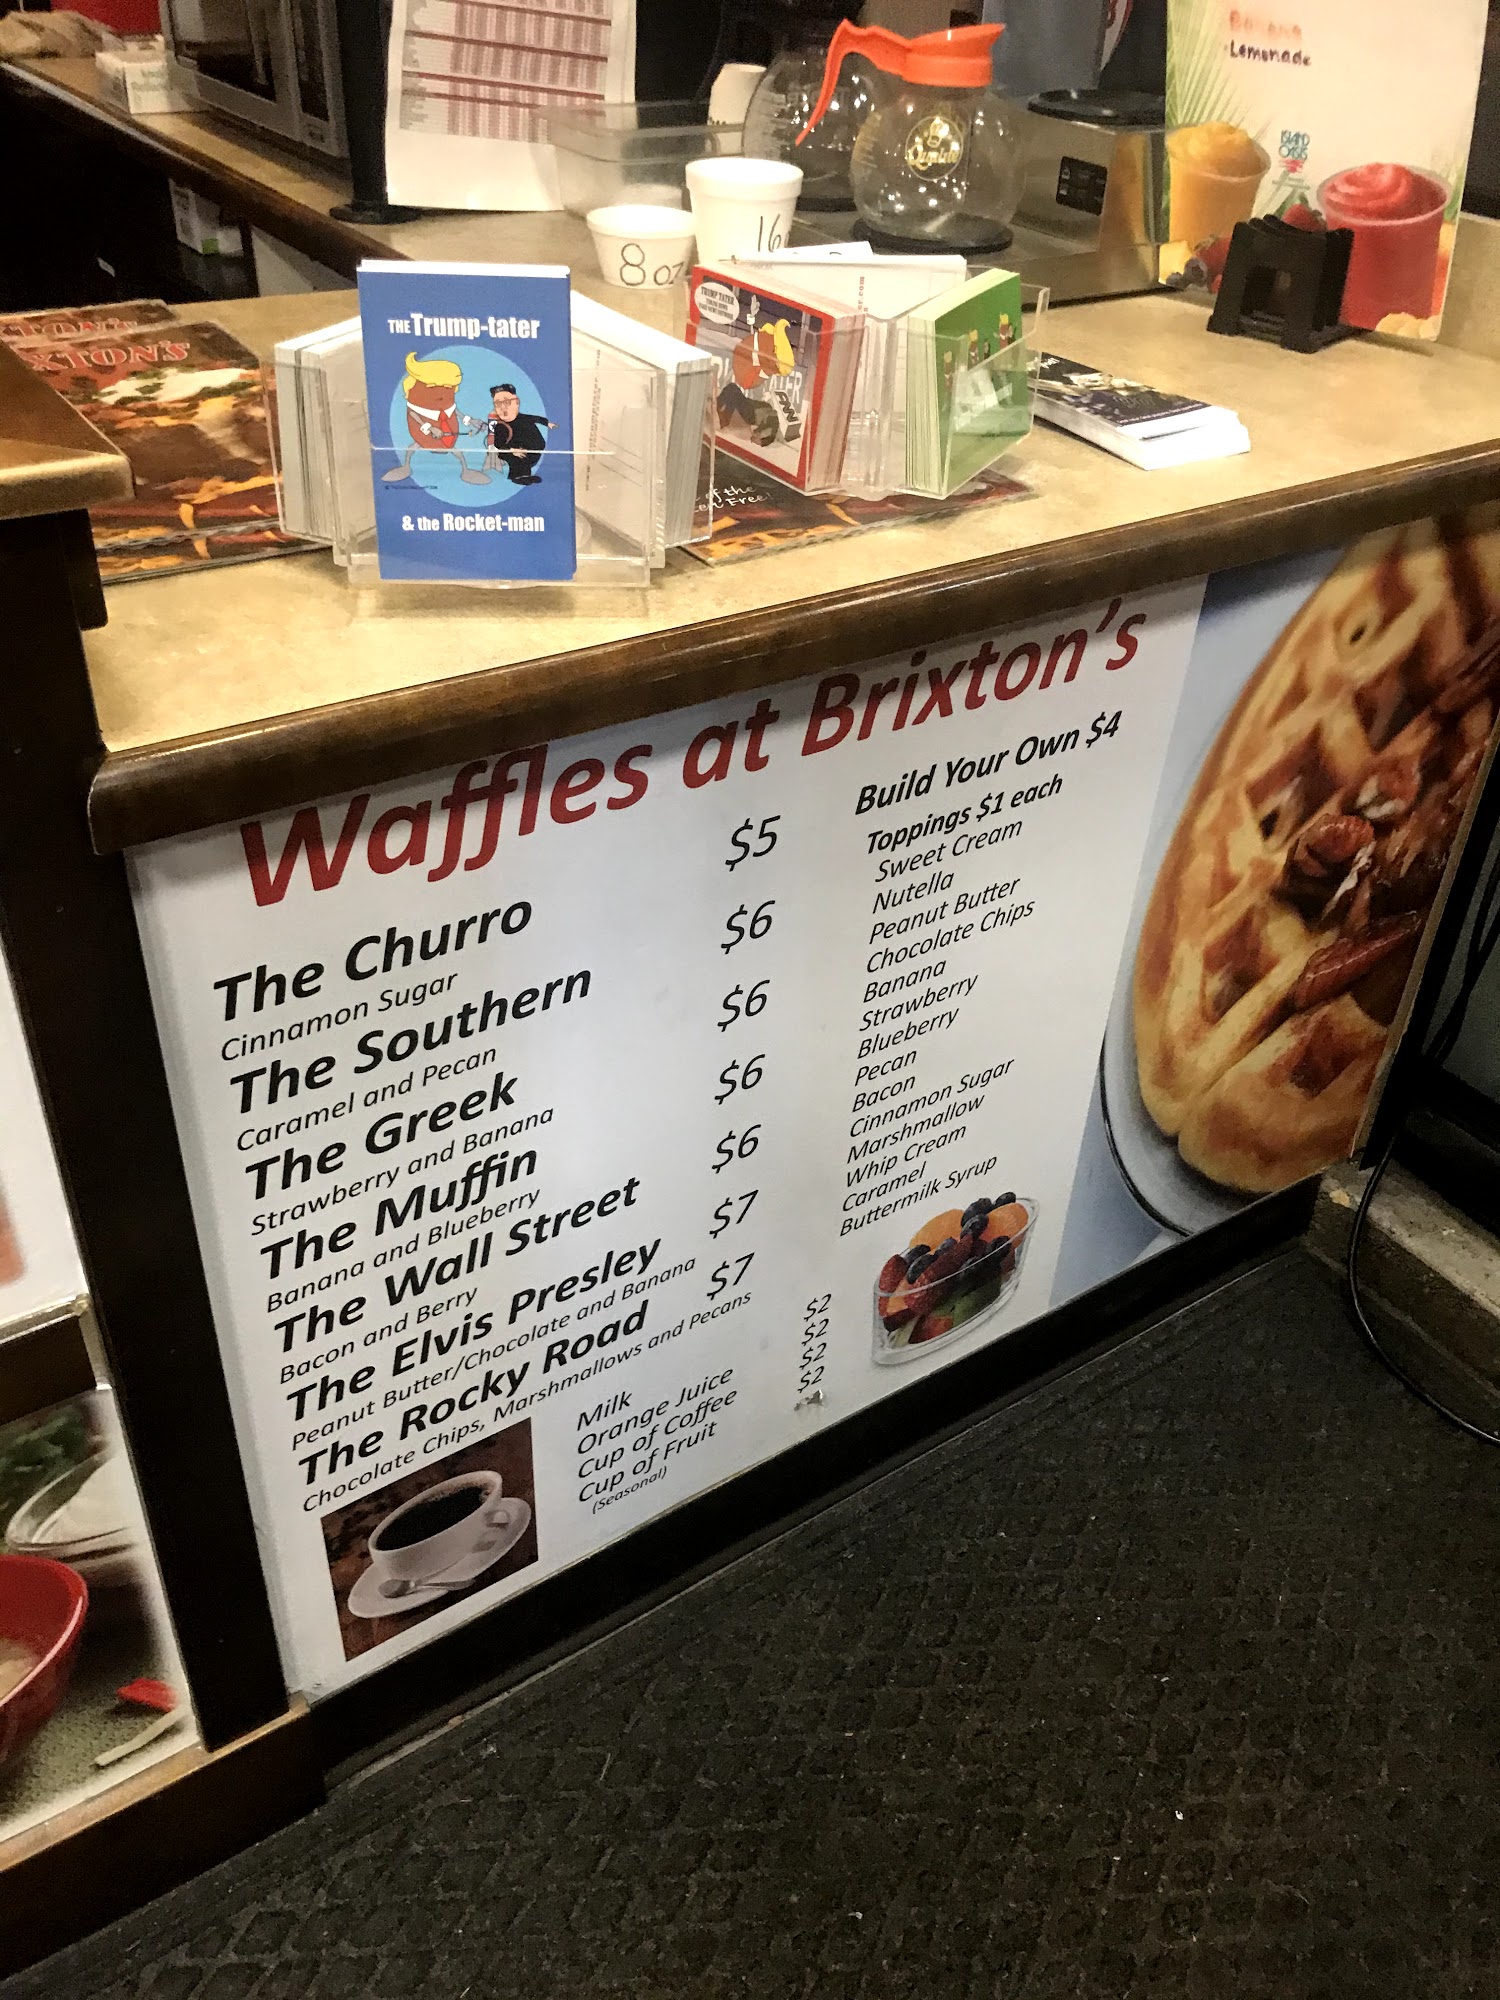 Lemonade
ISLAND
OASIS
8 oz
16
THE Trump-tater
& the Rocket-man
TRUMP TATER
XTON'S
Waffles at Brixton's
The Churro $5
Cinnamon Sugar
The Southern $6
Caramel and Pecan
The Greek $6
Strawberry and Banana
The Muffin $6
Banana and Blueberry
The Wall Street $6
Bacon and Berry
The Elvis Presley $7
Peanut Butter/Chocolate and Banana
The Rocky Road $7
Chocolate Chips, Marshmallows and Pecans
Milk $2
Orange Juice $2
Cup of Coffee $2
Cup of Fruit $2
(Seasonal)
Build Your Own $4
Toppings $1 each
Sweet Cream
Nutella
Peanut Butter
Chocolate Chips
Banana
Strawberry
Blueberry
Pecan
Bacon
Cinnamon Sugar
Marshmallow
Whip Cream
Caramel
Buttermilk Syrup